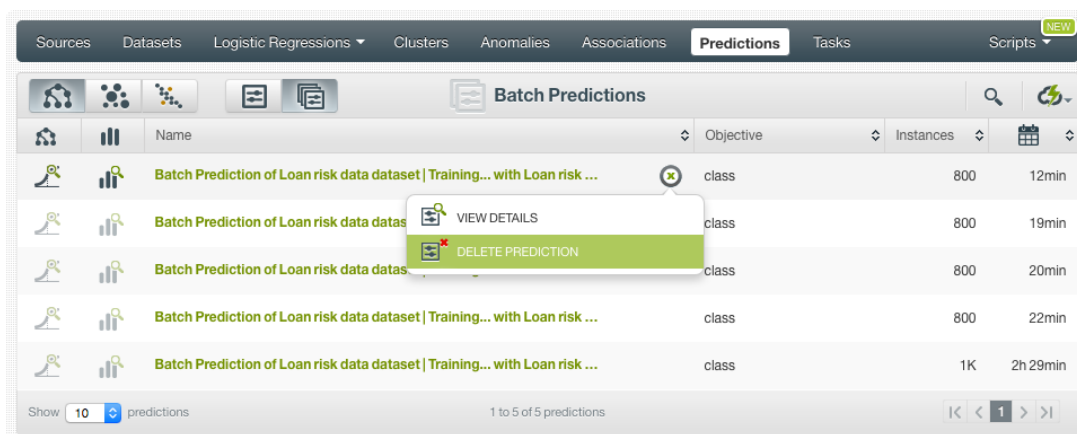 NEW
Sources Datasets Logistic Regressions Clusters Anomalies Associations Predictions Tasks Scripts
Batch Predictions
Name Objective Instances
Batch Prediction of Loan risk data dataset | Training... with Loan risk ... class 800 12min
VIEW DETAILS
Batch Prediction of Loan risk data datas class 800 19min
DELETE PREDICTION
Batch Prediction of Loan risk data class 800 20min
Batch Prediction of Loan risk data dataset | Training... with Loan risk ... class 800 22min
Batch Prediction of Loan risk data dataset | Training... with Loan risk ... class 1K 2h 29min
Show 10 predictions 1 to 5 of 5 predictions 1